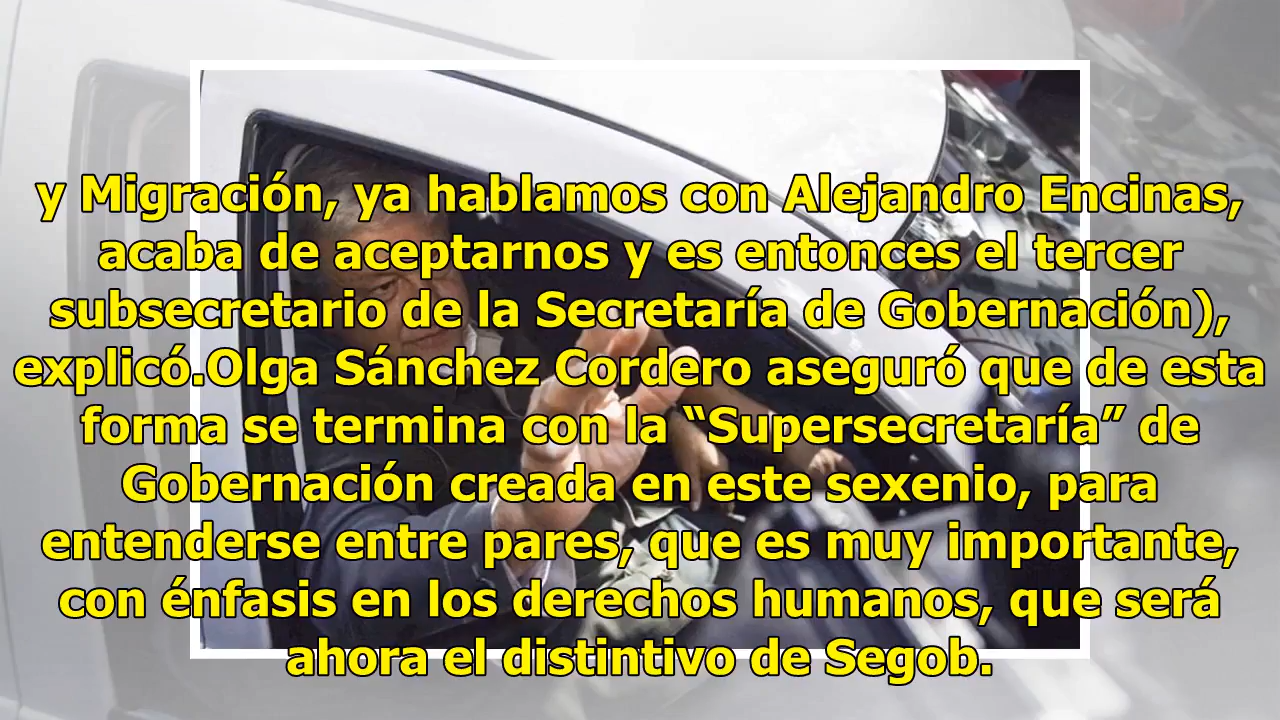 y Migración, ya hablamos con Alejandro Encinas,
acaba de aceptarnos y es entonces el tercer
subsecretario de la Secretaría de Gobernación),
explicó.Olga Sánchez Cordero aseguró que de esta
forma se termina con la “Supersecretaría” de
Gobernación creada en este sexenio, para
entenderse entre pares, que es muy importante,
con énfasis en los derechos humanos, que será
ahora el distintivo de Segob.